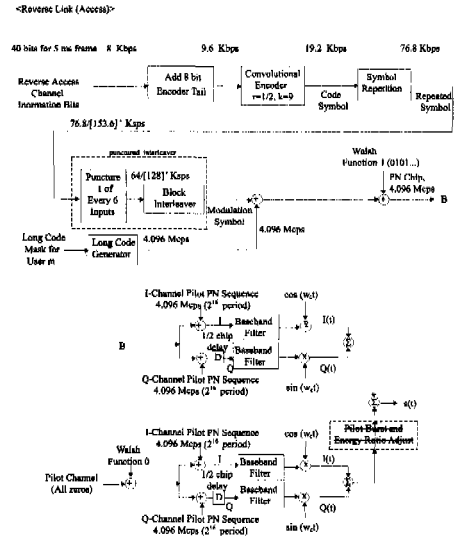 <Reverse Link (Access)>
40 bits for 5 ms frame 8 Kbps 9.6 Kbps 19.2 Kbps 76.8 Kbps
Reverse Access
Channel
Information Bits
Add 8 bit
Encoder Tail
Convolutional
Encoder
r=1/2, k=9
Code
Symbol
Symbol
Repetition
Repeated
Symbol
76.8/[153.6]' Ksps
punctured interleaver
Puncture
1 of
Every 6
Inputs
64/[128]' Ksps
Block
Interleaver
Modulation
Symbol
4.096 Mcps
Walsh
Function 1 (0101...)
PN Chip,
4.096 Mcps
B
Long Code
Mask for
User m
Long Code
Generator
4.096 Mcps
I-Channel Pilot PN Sequence
4.096 Mcps (2^16 period)
cos (w_ct)
I
Baseband
Filter
I(t)
B
1/2 chip
delay
D
Q
Baseband
Filter
Q(t)
Σ
Q-Channel Pilot PN Sequence
4.096 Mcps (2^16 period)
sin (w_ct)
Σ
s(t)
Pilot Burst and
Energy Ratio Adjust
I-Channel Pilot PN Sequence
4.096 Mcps (2^16 period)
cos (w_ct)
Walsh
Function 0
Pilot Channel
(All zeros)
I
Baseband
Filter
I(t)
1/2 chip
delay
D
Q
Baseband
Filter
Q(t)
Σ
Q-Channel Pilot PN Sequence
4.096 Mcps (2^16 period)
sin (w_ct)